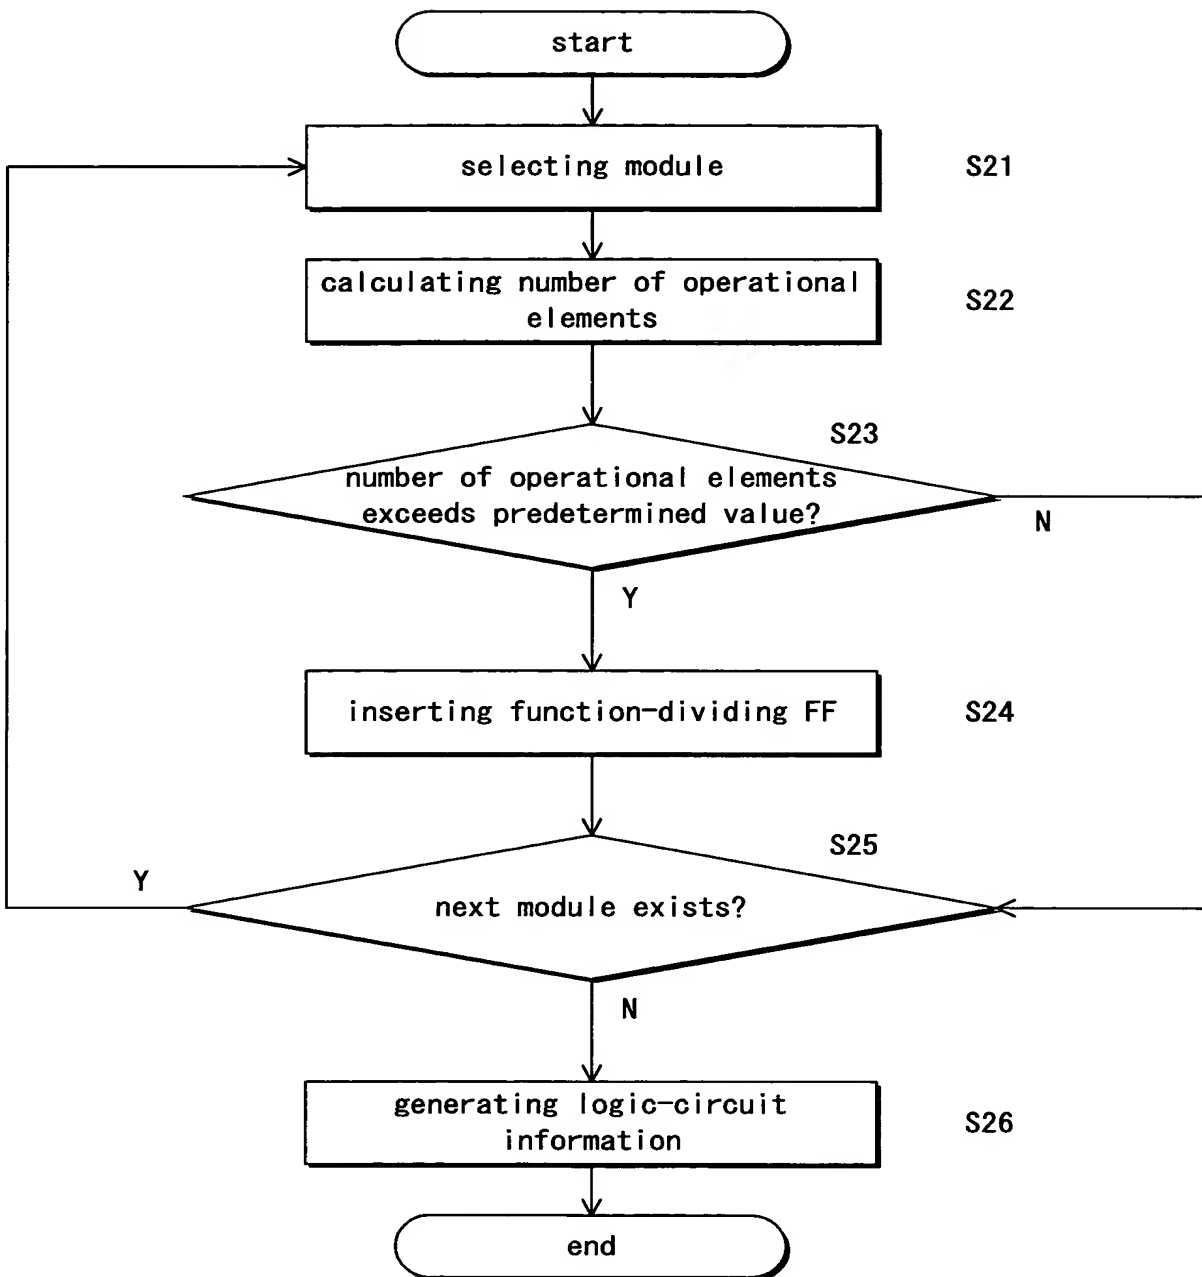 start
selecting module
S21
calculating number of operational
elements
S22
S23
number of operational elements
exceeds predetermined value?
N
Y
inserting function-dividing FF
S24
S25
Y
next module exists?
N
generating logic-circuit
information
S26
end